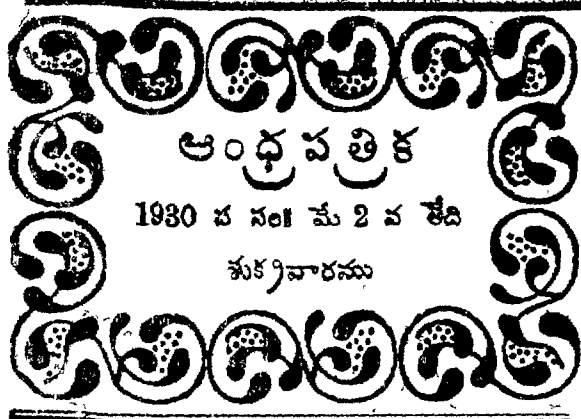 ఆంధ్రపత్రిక
1930 వ సం॥ మే 2 వ తేది
శుక్రవారము